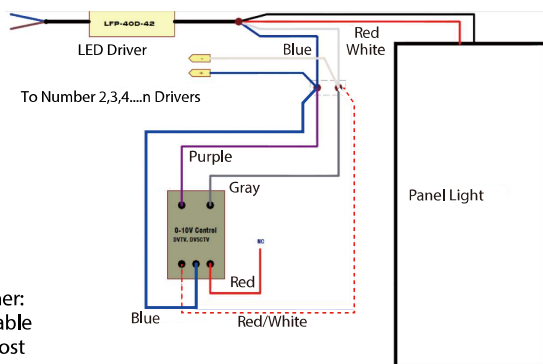 LFP-40D-42
LED Driver
Blue
Red
White
-
+
To Number 2,3,4....n Drivers
Purple
Gray
Panel Light
0-10V Control
DVTV, DVSCTV
NC
Red
Blue
Red/White
ner:
able
ost